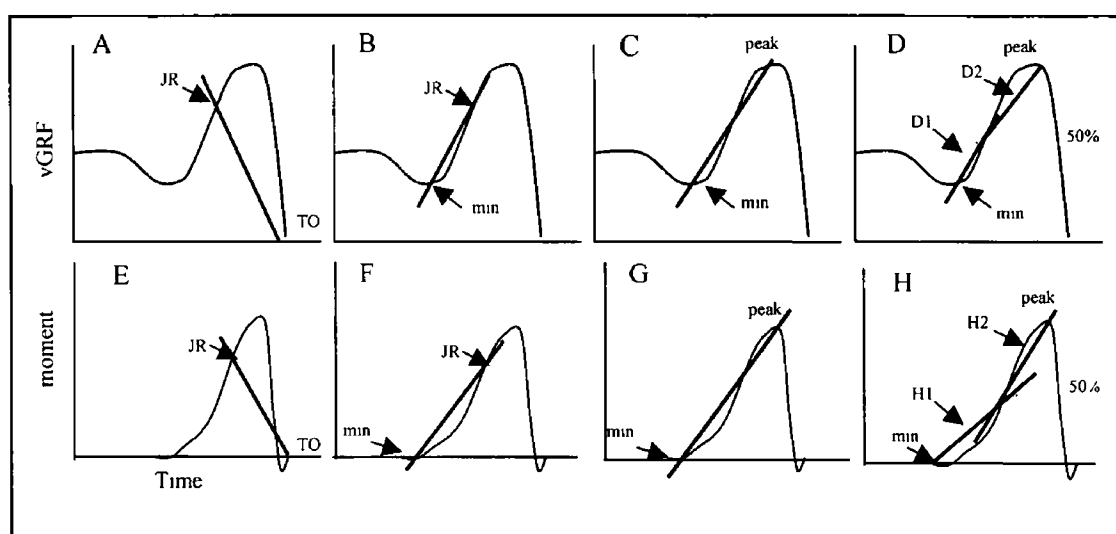 A
JR
TO
vGRF
B
JR
min
C
peak
min
D
peak
D2
D1
50%
min
E
JR
TO
moment
Time
F
JR
min
G
peak
min
H
peak
H2
H1
50%
min